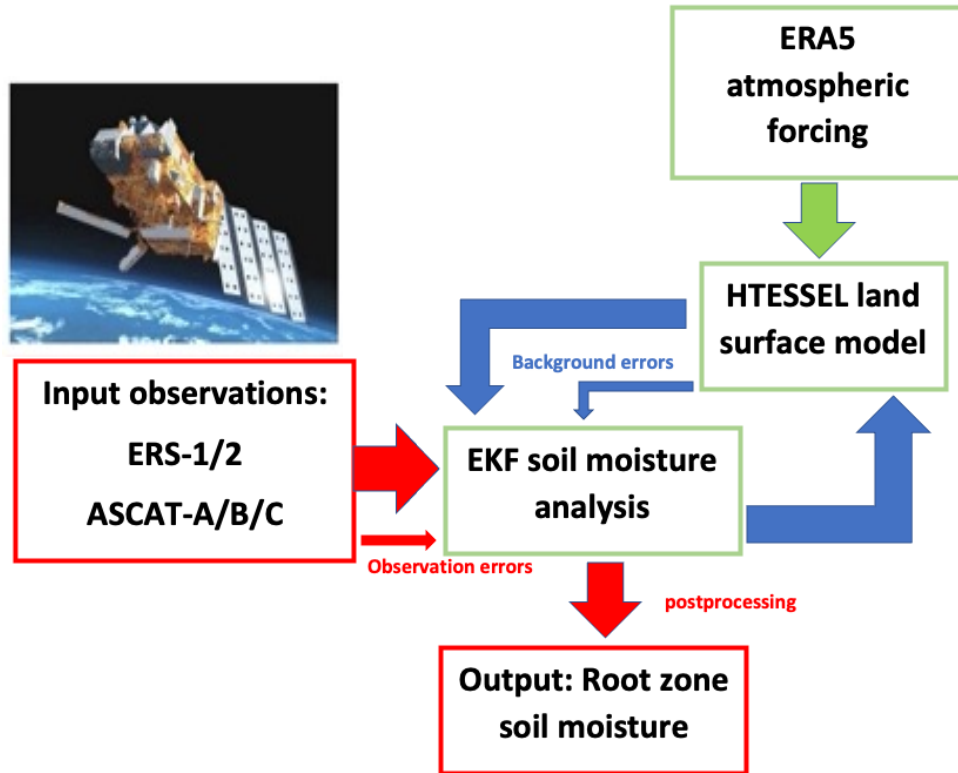 ERA5
atmospheric
forcing
HTESSEL land
surface model
Background errors
Input observations:
ERS-1/2
ASCAT-A/B/C
EKF soil moisture
analysis
Observation errors
postprocessing
Output: Root zone
soil moisture